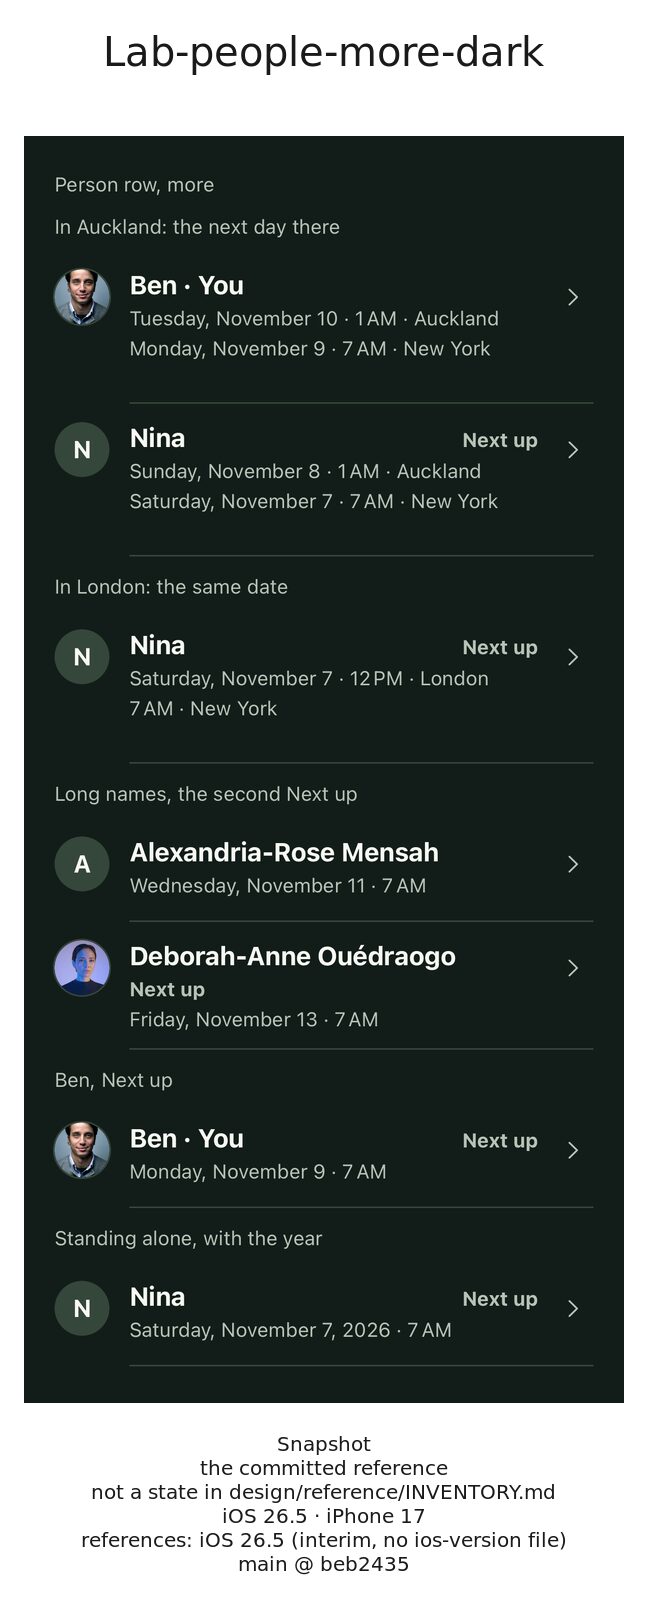 Lab-people-more-dark
Person row, more
In Auckland: the next day there
Ben · You
Tuesday, November 10 · 1 AM · Auckland
Monday, November 9 · 7 AM · New York
N
Nina
Next up
Sunday, November 8 · 1 AM · Auckland
Saturday, November 7 · 7 AM · New York
In London: the same date
N
Nina
Next up
Saturday, November 7 · 12 PM · London
7 AM · New York
Long names, the second Next up
A
Alexandria-Rose Mensah
Wednesday, November 11 · 7 AM
Deborah-Anne Ouédraogo
Next up
Friday, November 13 · 7 AM
Ben, Next up
Ben · You
Next up
Monday, November 9 · 7 AM
Standing alone, with the year
N
Nina
Next up
Saturday, November 7, 2026 · 7 AM
Snapshot
the committed reference
not a state in design/reference/INVENTORY.md
iOS 26.5 · iPhone 17
references: iOS 26.5 (interim, no ios-version file)
main @ beb2435